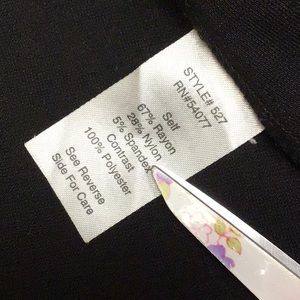 STYLE# 527
RN#54077
Self
67% Rayon
28% Nylon
5% Spandex
Contrast
100% Polyester
See Reverse
Side For Care